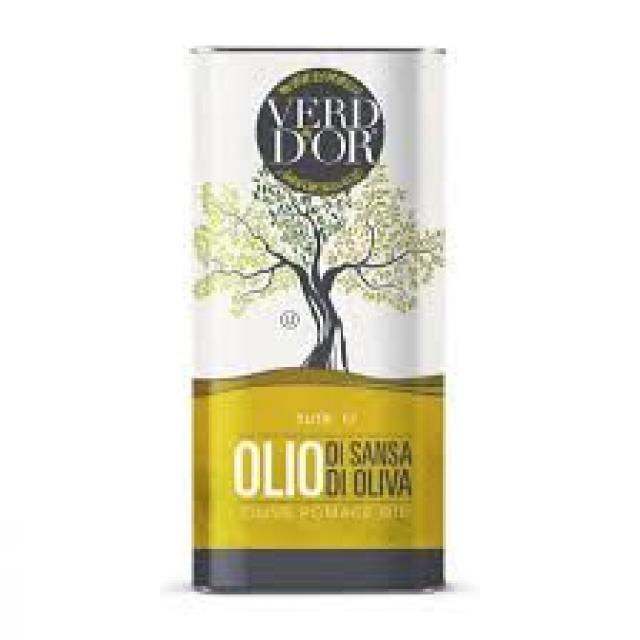 VERD
D'OR
OLIO DI SANSA
DI OLIVA
OLIVE POMACE OIL